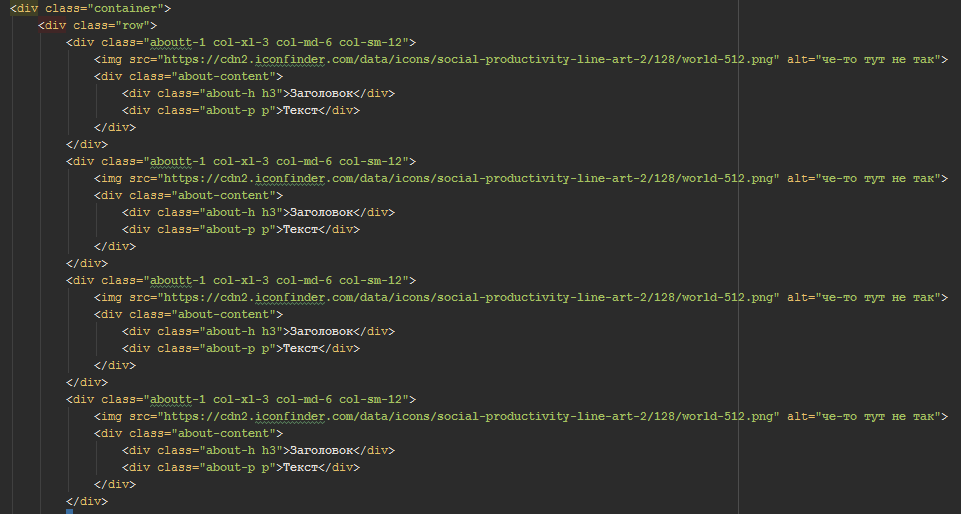 <div class="container">
<div class="row">
<div class="aboutt-1 col-xl-3 col-md-6 col-sm-12">
<img src="https://cdn2.iconfinder.com/data/icons/social-productivity-line-art-2/128/world-512.png" alt="че-то тут не так">
<div class="about-content">
<div class="about-h h3">Заголовок</div>
<div class="about-p p">Текст</div>
</div>
</div>
<div class="aboutt-1 col-xl-3 col-md-6 col-sm-12">
<img src="https://cdn2.iconfinder.com/data/icons/social-productivity-line-art-2/128/world-512.png" alt="че-то тут не так">
<div class="about-content">
<div class="about-h h3">Заголовок</div>
<div class="about-p p">Текст</div>
</div>
</div>
<div class="aboutt-1 col-xl-3 col-md-6 col-sm-12">
<img src="https://cdn2.iconfinder.com/data/icons/social-productivity-line-art-2/128/world-512.png" alt="че-то тут не так">
<div class="about-content">
<div class="about-h h3">Заголовок</div>
<div class="about-p p">Текст</div>
</div>
</div>
<div class="aboutt-1 col-xl-3 col-md-6 col-sm-12">
<img src="https://cdn2.iconfinder.com/data/icons/social-productivity-line-art-2/128/world-512.png" alt="че-то тут не так">
<div class="about-content">
<div class="about-h h3">Заголовок</div>
<div class="about-p p">Текст</div>
</div>
</div>